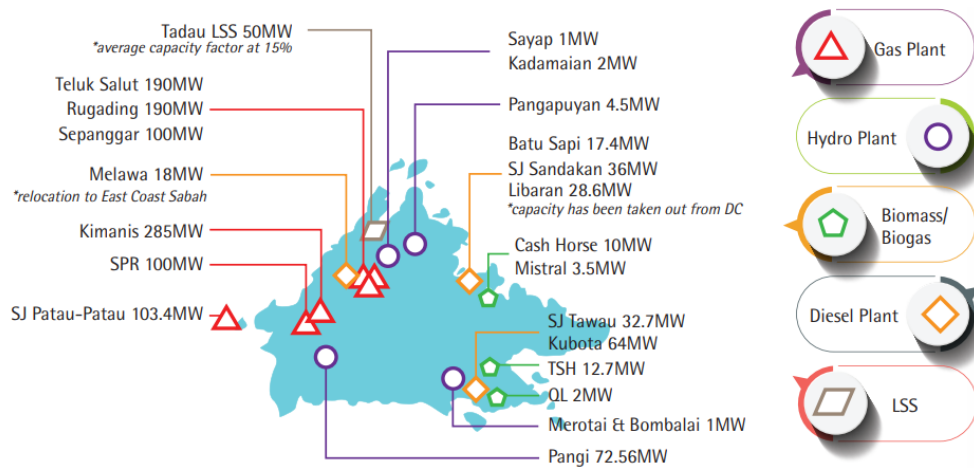 Tadau LSS 50MW
*average capacity factor at 15%
Teluk Salut 190MW
Rugading 190MW
Sepanggar 100MW
Melawa 18MW
*relocation to East Coast Sabah
Kimanis 285MW
SPR 100MW
SJ Patau-Patau 103.4MW
Sayap 1MW
Kadamaian 2MW
Pangapuyan 4.5MW
Batu Sapi 17.4MW
SJ Sandakan 36MW
Libaran 28.6MW
*capacity has been taken out from DC
Cash Horse 10MW
Mistral 3.5MW
SJ Tawau 32.7MW
Kubota 64MW
TSH 12.7MW
QL 2MW
Merotai & Bombalai 1MW
Pangi 72.56MW
Gas Plant
Hydro Plant
Biomass/
Biogas
Diesel Plant
LSS